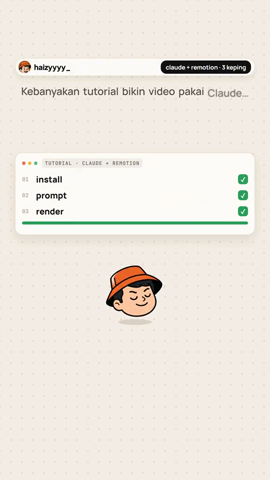 haizyyyy_
claude + remotion · 3 keping
Kebanyakan tutorial bikin video pakai Claude...
TUTORIAL · CLAUDE + REMOTION
01 install
02 prompt
03 render